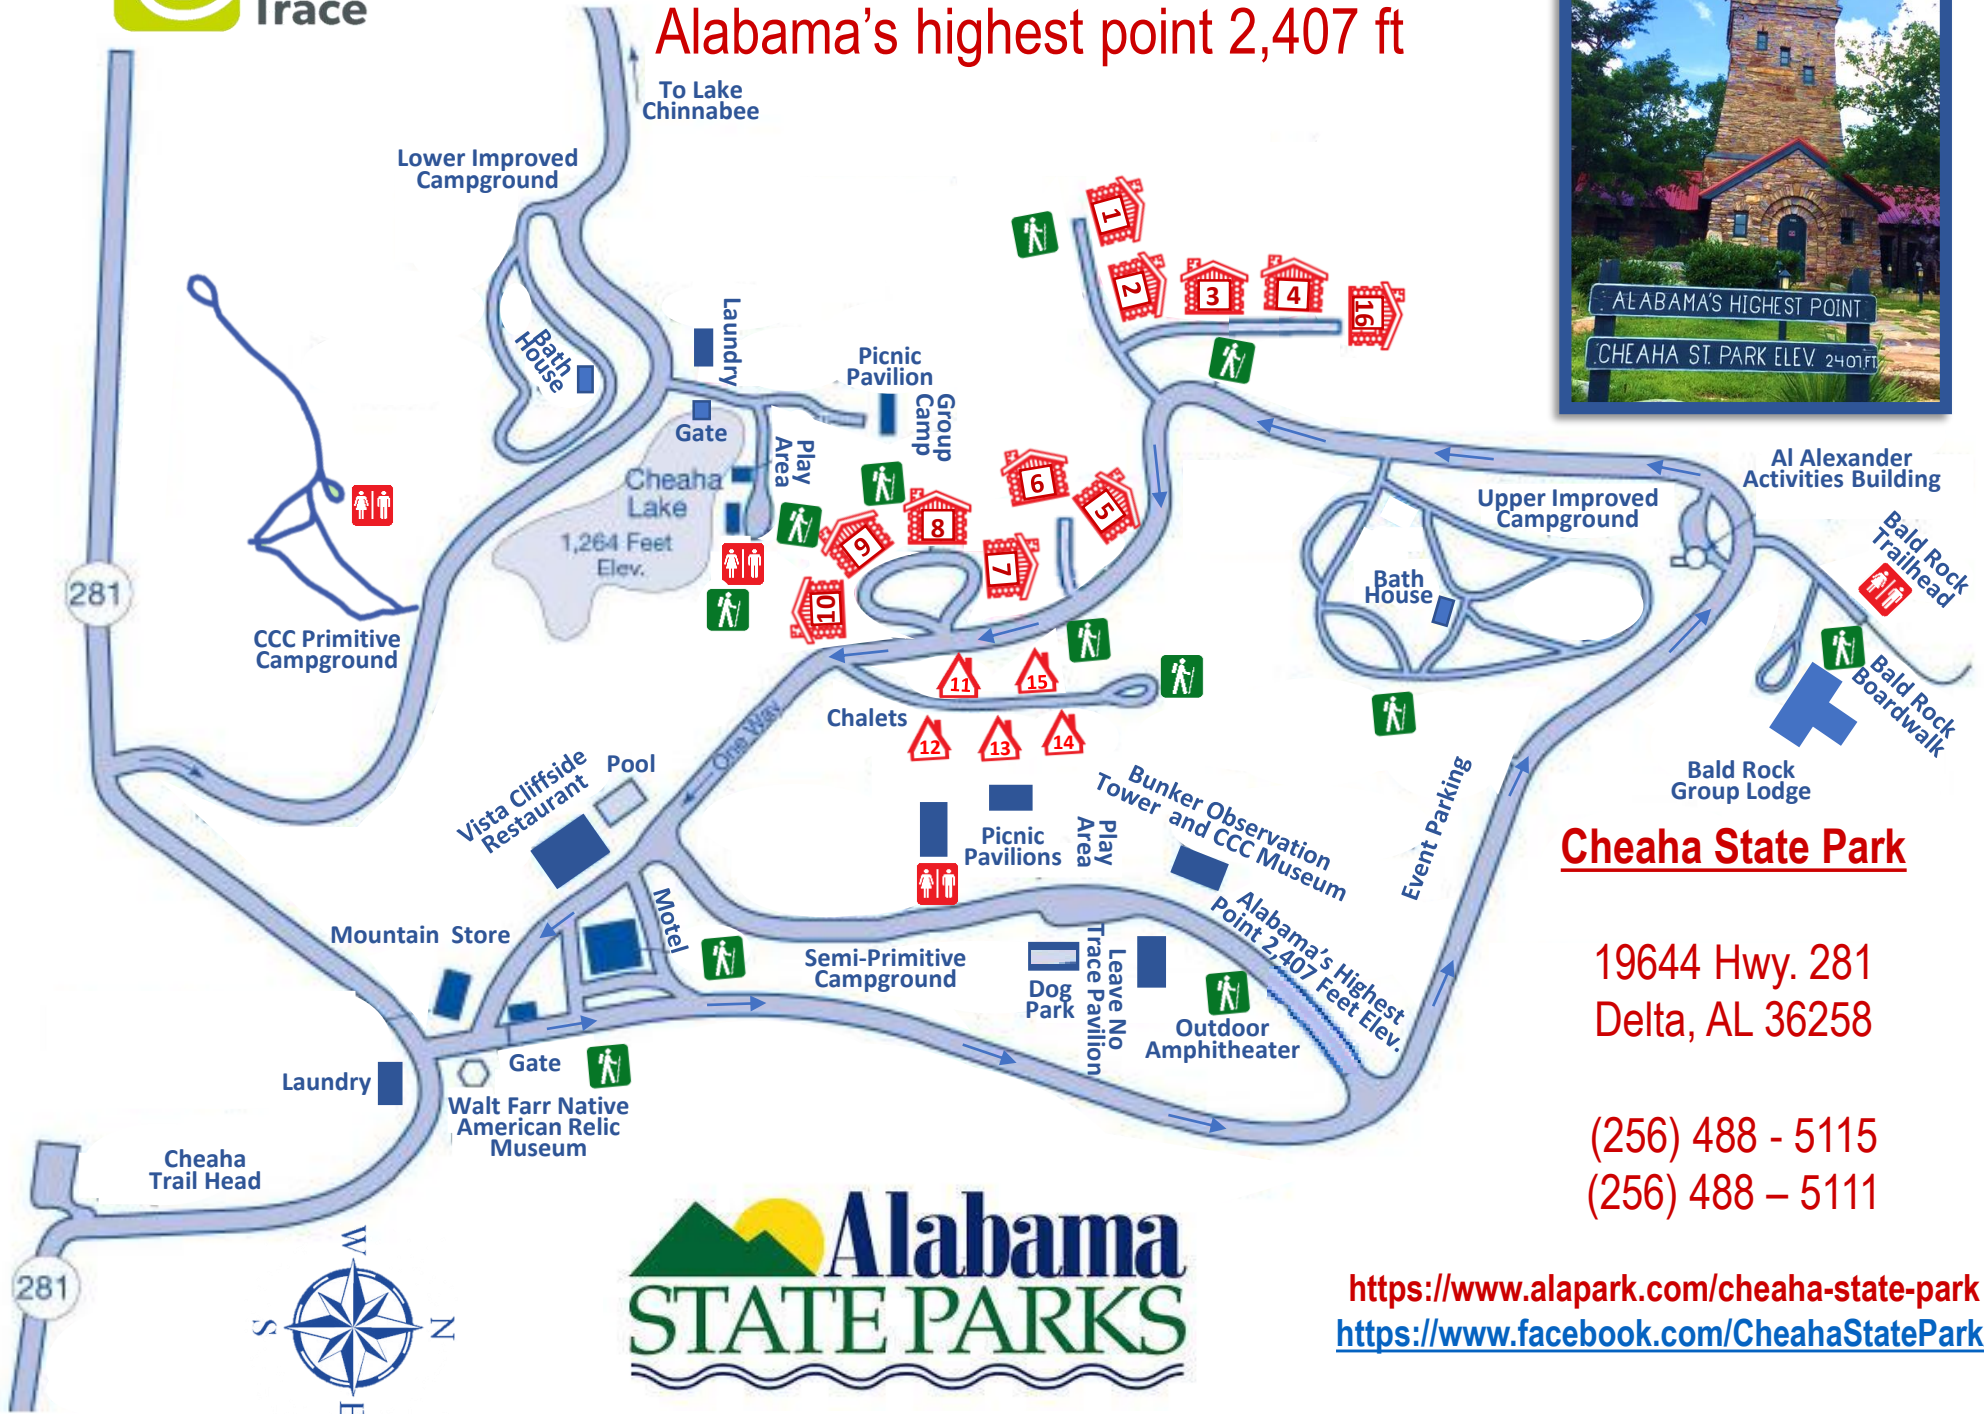 Trace
Alabama's highest point 2,407 ft
To Lake
Chinnabee
Lower Improved
Campground
ALABAMA'S HIGHEST POINT
CHEAHA ST. PARK ELEV. 2407 FT
1
2
3
4
16
Bath
House
Laundry
Picnic
Pavilion
Group
Camp
Gate
Play
Area
Cheaha
Lake
1,264 Feet
Elev.
6
5
8
9
7
10
281
CCC Primitive
Campground
Al Alexander
Activities Building
Upper Improved
Campground
Bald Rock
Trailhead
Bath
House
Bald Rock
Boardwalk
Bald Rock
Group Lodge
11
15
Chalets
12
13
14
One Way
Pool
Vista Cliffside
Restaurant
Picnic
Pavilions
Play
Area
Bunker Observation
Tower and CCC Museum
Event Parking
Cheaha State Park
Alabama's Highest
Point 2,407 Feet Elev.
Motel
Mountain Store
Semi-Primitive
Campground
Dog
Park
Leave No
Trace Pavilion
Outdoor
Amphitheater
19644 Hwy. 281
Delta, AL 36258
Gate
Laundry
Walt Farr Native
American Relic
Museum
(256) 488 - 5115
(256) 488 – 5111
Cheaha
Trail Head
281
W
S
N
E
Alabama
STATE PARKS
https://www.alapark.com/cheaha-state-park
https://www.facebook.com/CheahaStatePark